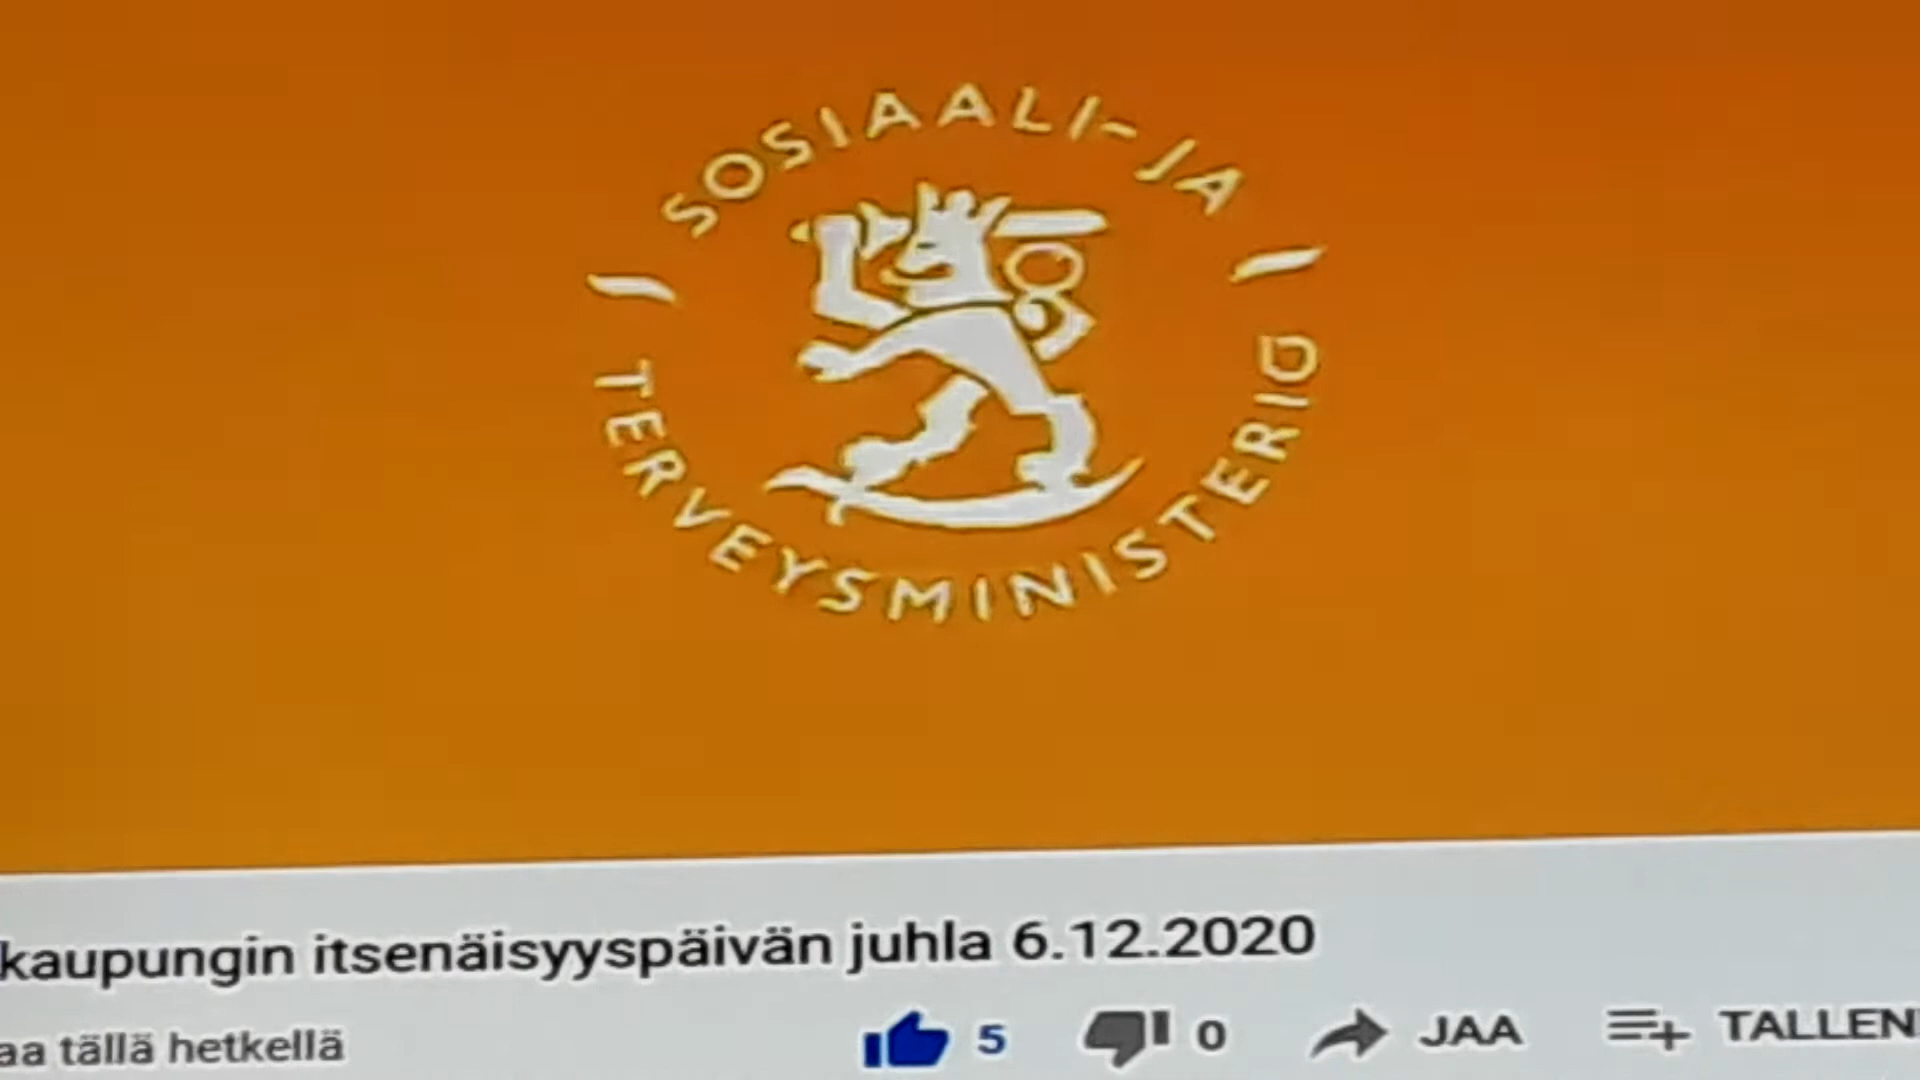 SOSIAALI- JA
TERVEYSMINISTERIÖ
kaupungin itsenäisyyspäivän juhla 6.12.2020
aa tällä hetkellä
5 0 JAA TALLEN